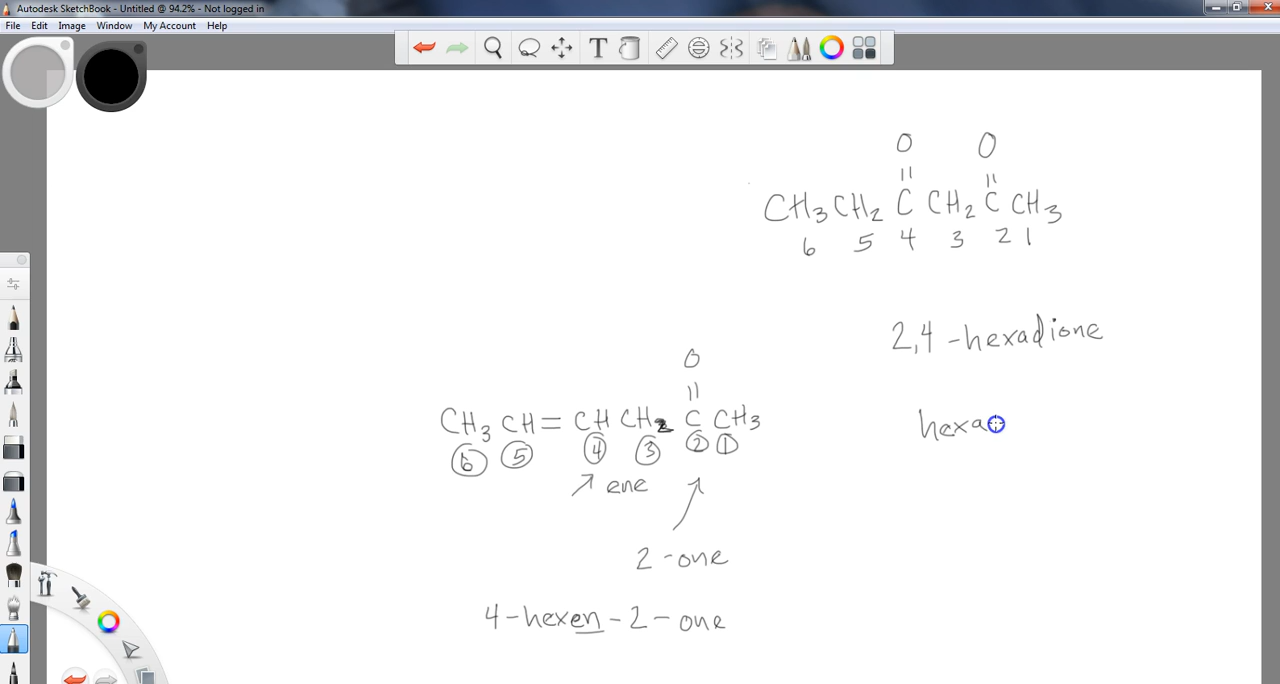 Autodesk SketchBook - Untitled @ 94.2% - Not logged in
File Edit Image Window My Account Help
T
O O
|| ||
CH3 CH2 C CH2 C CH3
6 5 4 3 2 1
2,4-hexadione
O
||
CH3 CH = CH CH2 C CH3
6 5 4 3 2 1
ene
2-one
4-hexen-2-one
hexa